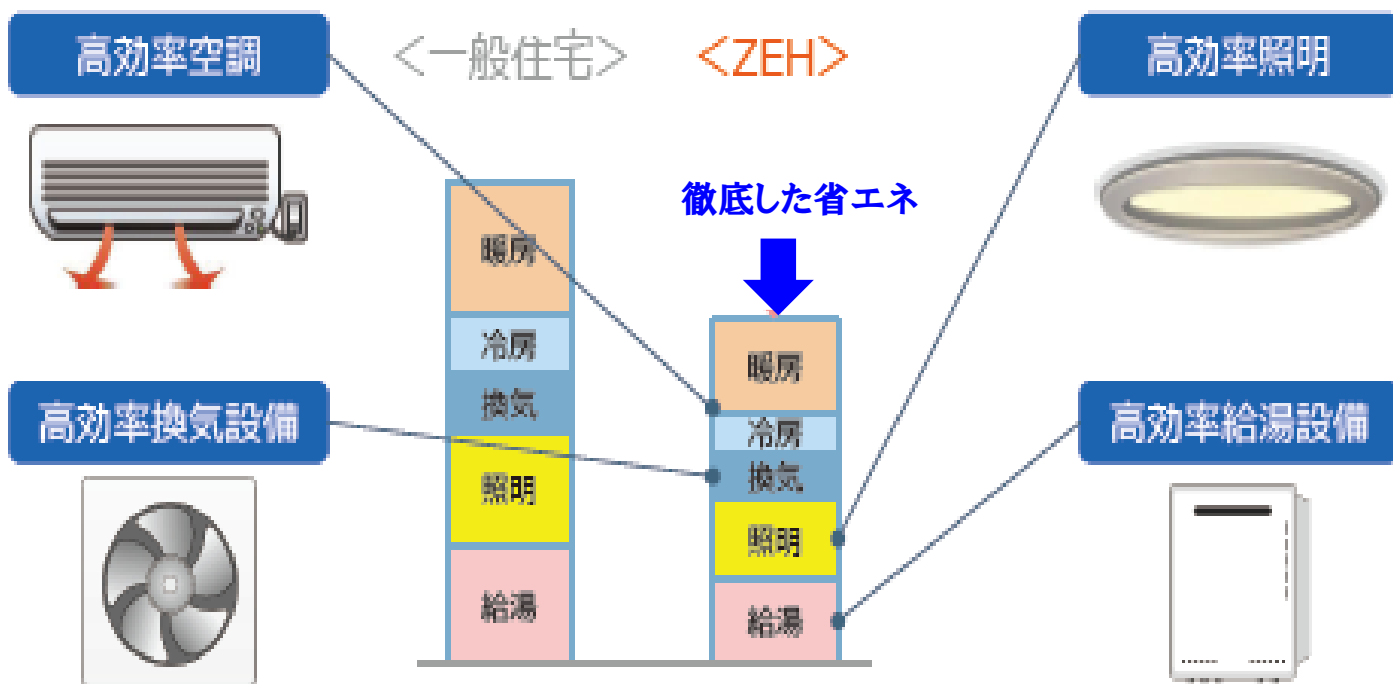 高効率空調
<一般住宅>
<ZEH>
高効率照明
徹底した省エネ
暖房
冷房
換気
照明
給湯
暖房
冷房
換気
照明
給湯
高効率換気設備
高効率給湯設備